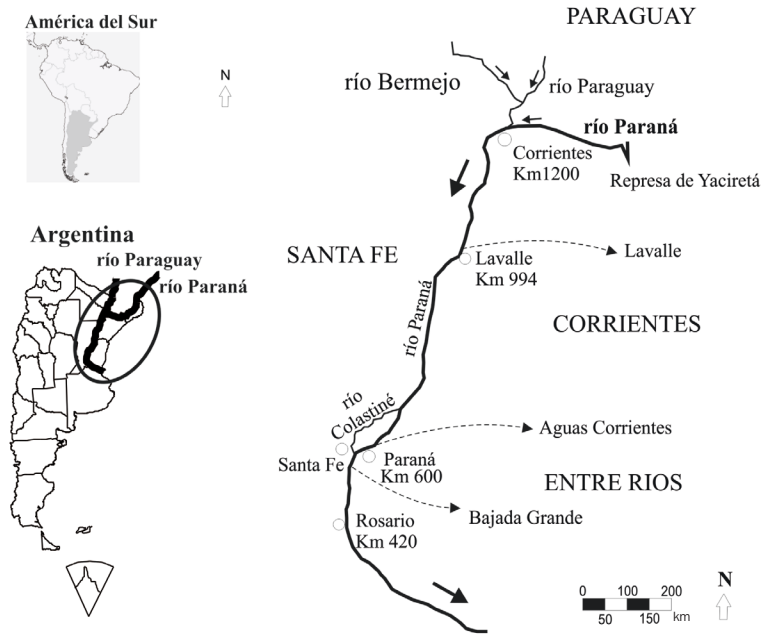 América del Sur
N
Argentina
río Paraguay
río Paraná
PARAGUAY
río Bermejo
río Paraguay
río Paraná
Corrientes
Km1200
Represa de Yaciretá
SANTA FE
Lavalle
Km 994
Lavalle
río Paraná
CORRIENTES
río
Colastiné
Aguas Corrientes
Santa Fe
Paraná
Km 600
ENTRE RIOS
Bajada Grande
Rosario
Km 420
0 100 200
50 150 km
N